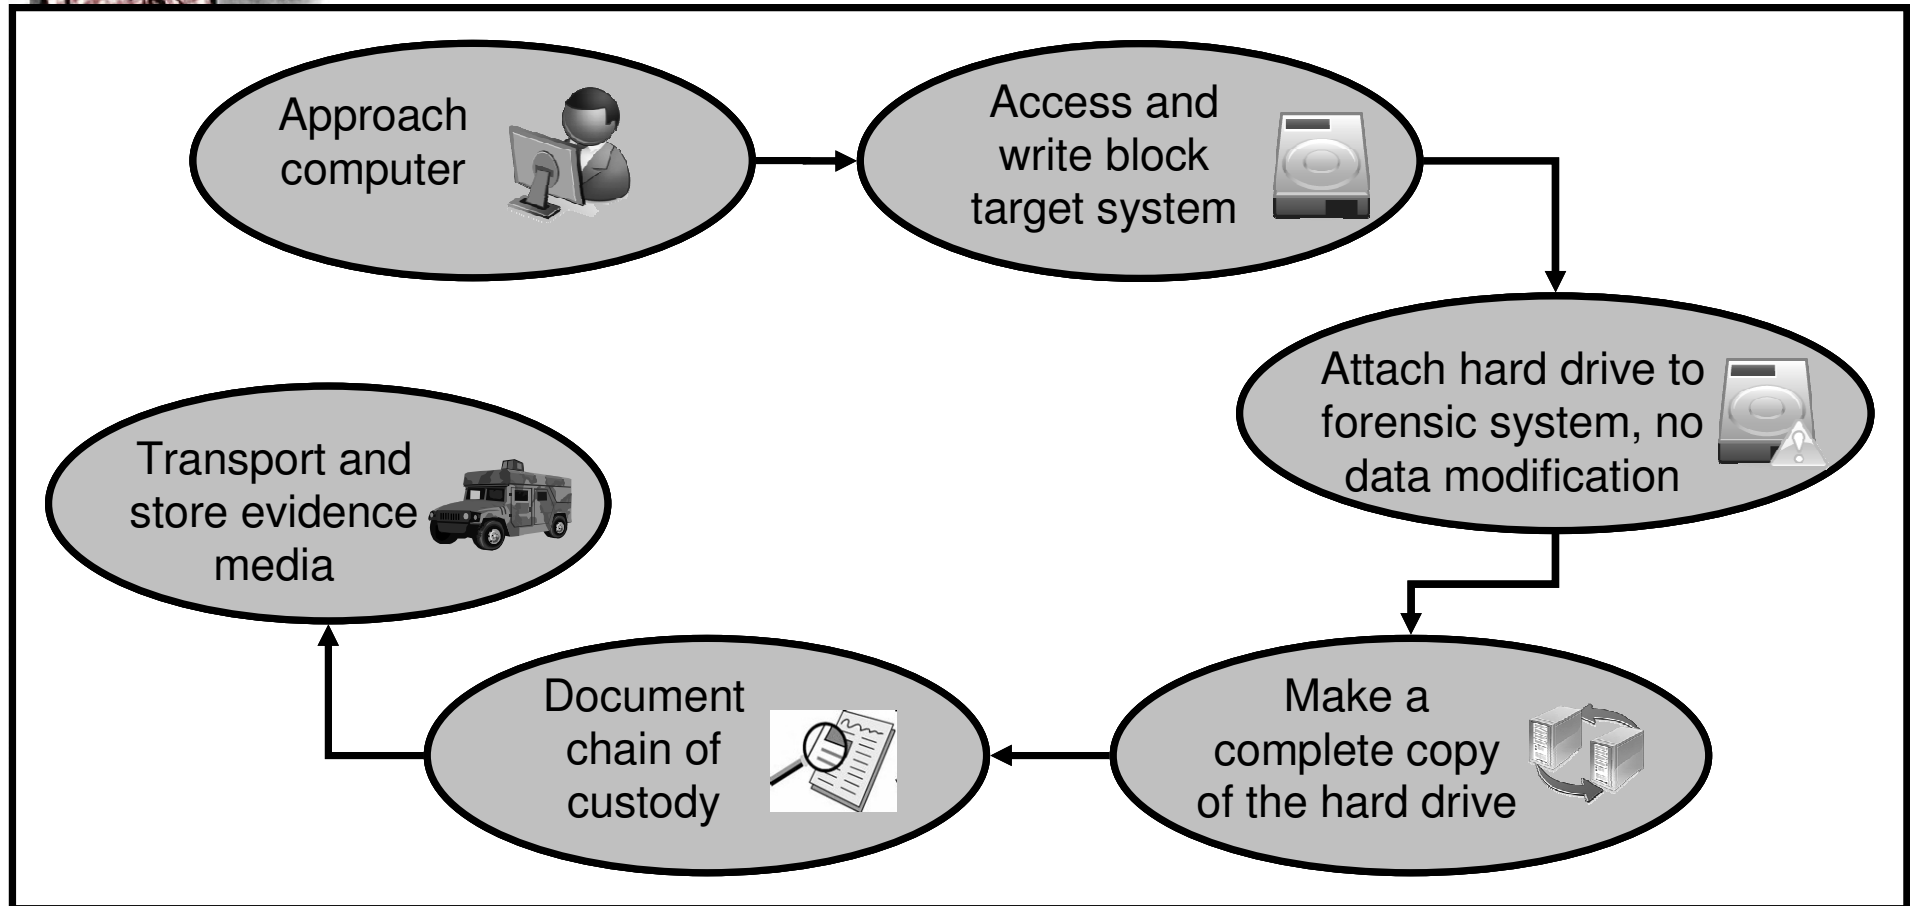 Approach
computer
Access and
write block
target system
Attach hard drive to
forensic system, no
data modification
Make a
complete copy
of the hard drive
Document
chain of
custody
Transport and
store evidence
media